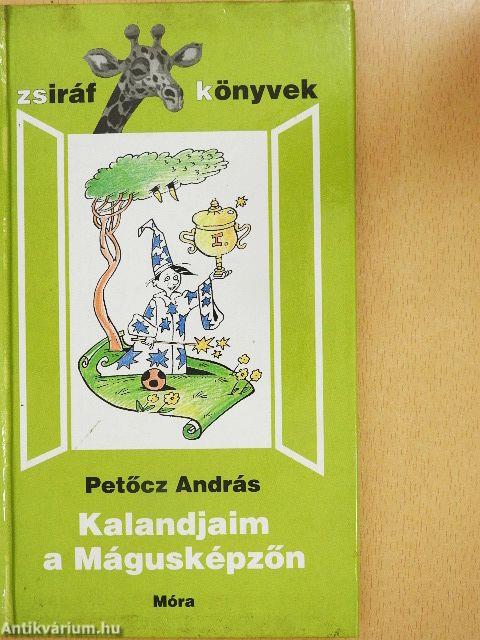 zsiráf könyvek
I.
Petőcz András
Kalandjaim
a Mágusképzőn
Móra
Antikvárium.hu